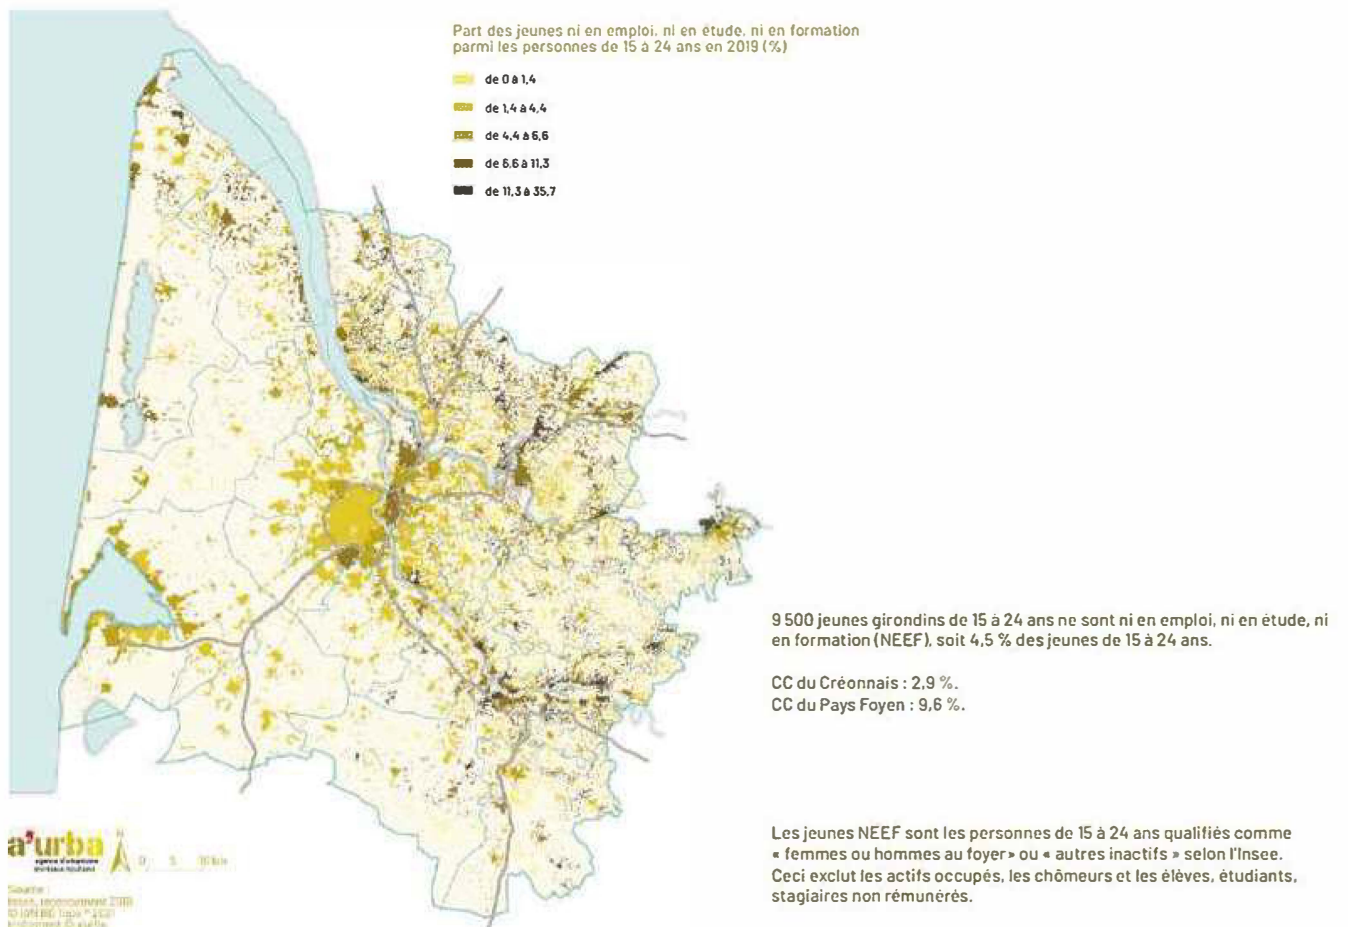 Part des jeunes ni en emploi, ni en étude, ni en formation
parmi les personnes de 15 à 24 ans en 2019 (%)
de 0 à 1,4
de 1,4 à 4,4
de 4,4 à 6,6
de 6,6 à 11,3
de 11,3 à 35,7
9 500 jeunes girondins de 15 à 24 ans ne sont ni en emploi, ni en étude, ni
en formation (NEEF), soit 4,5 % des jeunes de 15 à 24 ans.
CC du Créonnais : 2,9 %.
CC du Pays Foyen : 9,6 %.
Les jeunes NEEF sont les personnes de 15 à 24 ans qualifiés comme
« femmes ou hommes au foyer » ou « autres inactifs » selon l'Insee.
Ceci exclut les actifs occupés, les chômeurs et les élèves, étudiants,
stagiaires non rémunérés.
a'urba
N
0 5 10 km
Source :